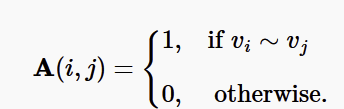 A(i, j) = { 1, if v_i ∼ v_j
0, otherwise.